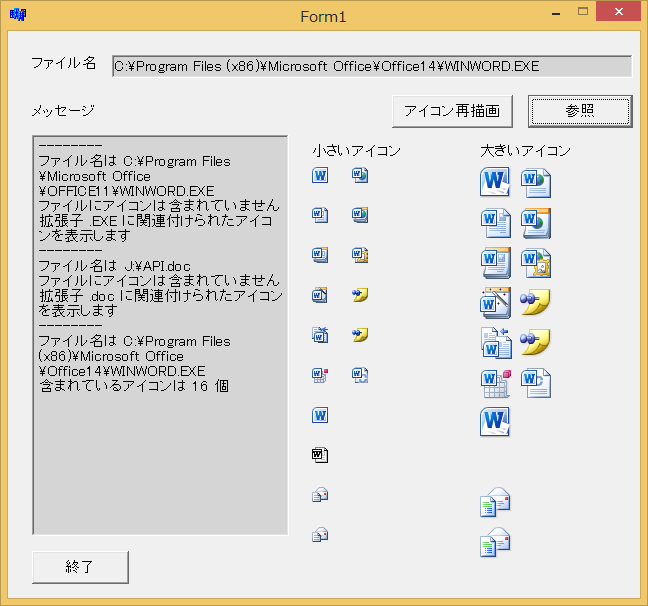 Form1
ファイル名
C:¥Program Files (x86)¥Microsoft Office¥Office14¥WINWORD.EXE
メッセージ
アイコン再描画
参照
--------
ファイル名は C:¥Program Files
¥Microsoft Office
¥OFFICE11¥WINWORD.EXE
ファイルにアイコンは含まれていません
拡張子 .EXE に関連付けられたアイコ
ンを表示します
--------
ファイル名は J:¥API.doc
ファイルにアイコンは含まれていません
拡張子 .doc に関連付けられたアイコン
を表示します
--------
ファイル名は C:¥Program Files
(x86)¥Microsoft Office
¥Office14¥WINWORD.EXE
含まれているアイコンは 16 個
小さいアイコン
大きいアイコン
終了